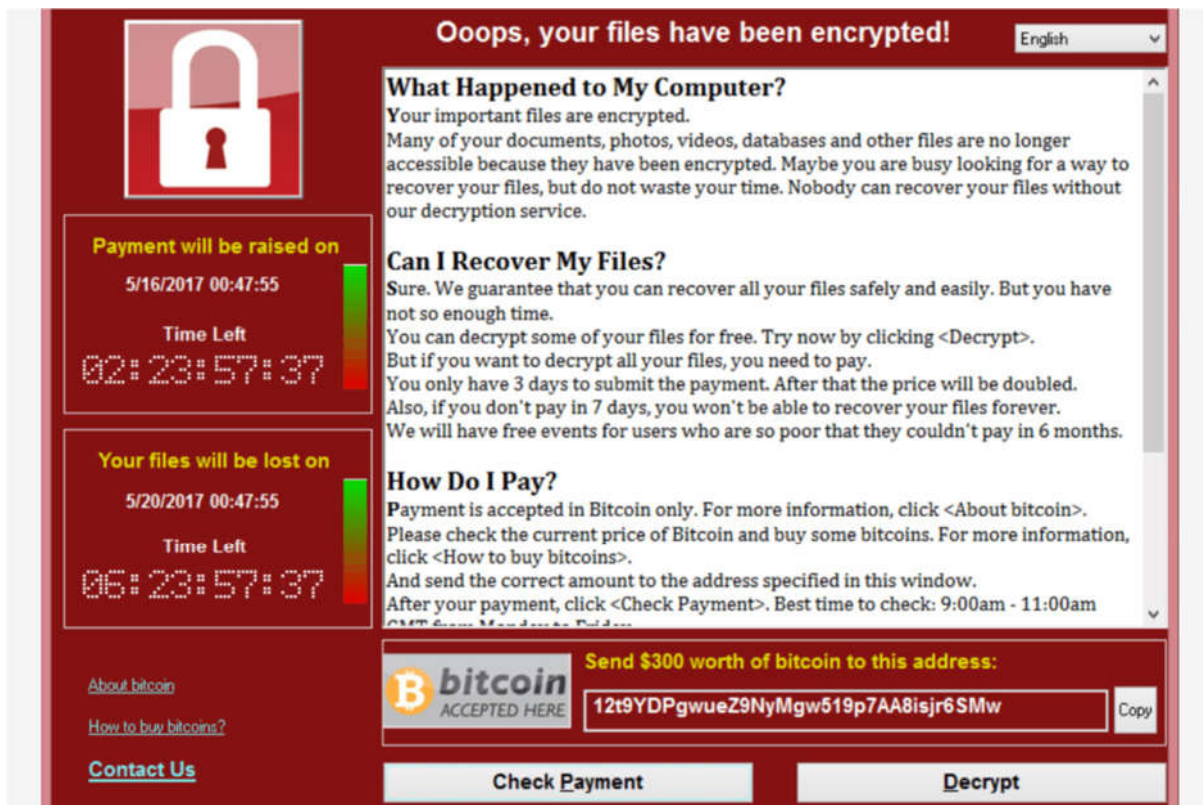 Ooops, your files have been encrypted!
English
What Happened to My Computer?
Your important files are encrypted.
Many of your documents, photos, videos, databases and other files are no longer
accessible because they have been encrypted. Maybe you are busy looking for a way to
recover your files, but do not waste your time. Nobody can recover your files without
our decryption service.
Can I Recover My Files?
Sure. We guarantee that you can recover all your files safely and easily. But you have
not so enough time.
You can decrypt some of your files for free. Try now by clicking <Decrypt>.
But if you want to decrypt all your files, you need to pay.
You only have 3 days to submit the payment. After that the price will be doubled.
Also, if you don't pay in 7 days, you won't be able to recover your files forever.
We will have free events for users who are so poor that they couldn't pay in 6 months.
How Do I Pay?
Payment is accepted in Bitcoin only. For more information, click <About bitcoin>.
Please check the current price of Bitcoin and buy some bitcoins. For more information,
click <How to buy bitcoins>.
And send the correct amount to the address specified in this window.
After your payment, click <Check Payment>. Best time to check: 9:00am - 11:00am
GMT from Monday to Friday
Payment will be raised on
5/16/2017 00:47:55
Time Left
02:23:57:37
Your files will be lost on
5/20/2017 00:47:55
Time Left
06:23:57:37
About bitcoin
How to buy bitcoins?
Contact Us
bitcoin
ACCEPTED HERE
Send $300 worth of bitcoin to this address:
12t9YDPgwueZ9NyMgw519p7AA8isjr6SMw
Copy
Check Payment
Decrypt